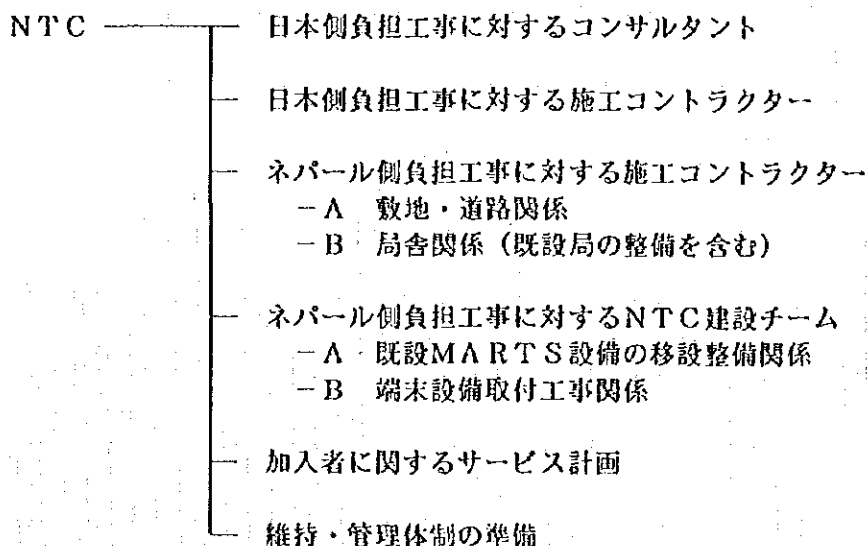 NTC 日本側負担工事に対するコンサルタント
日本側負担工事に対する施工コントラクター
ネパール側負担工事に対する施工コントラクター
－A 敷地・道路関係
－B 局舎関係（既設局の整備を含む）
ネパール側負担工事に対するNTC建設チーム
－A 既設MARTS設備の移設整備関係
－B 端末設備取付工事関係
加入者に関するサービス計画
維持・管理体制の準備